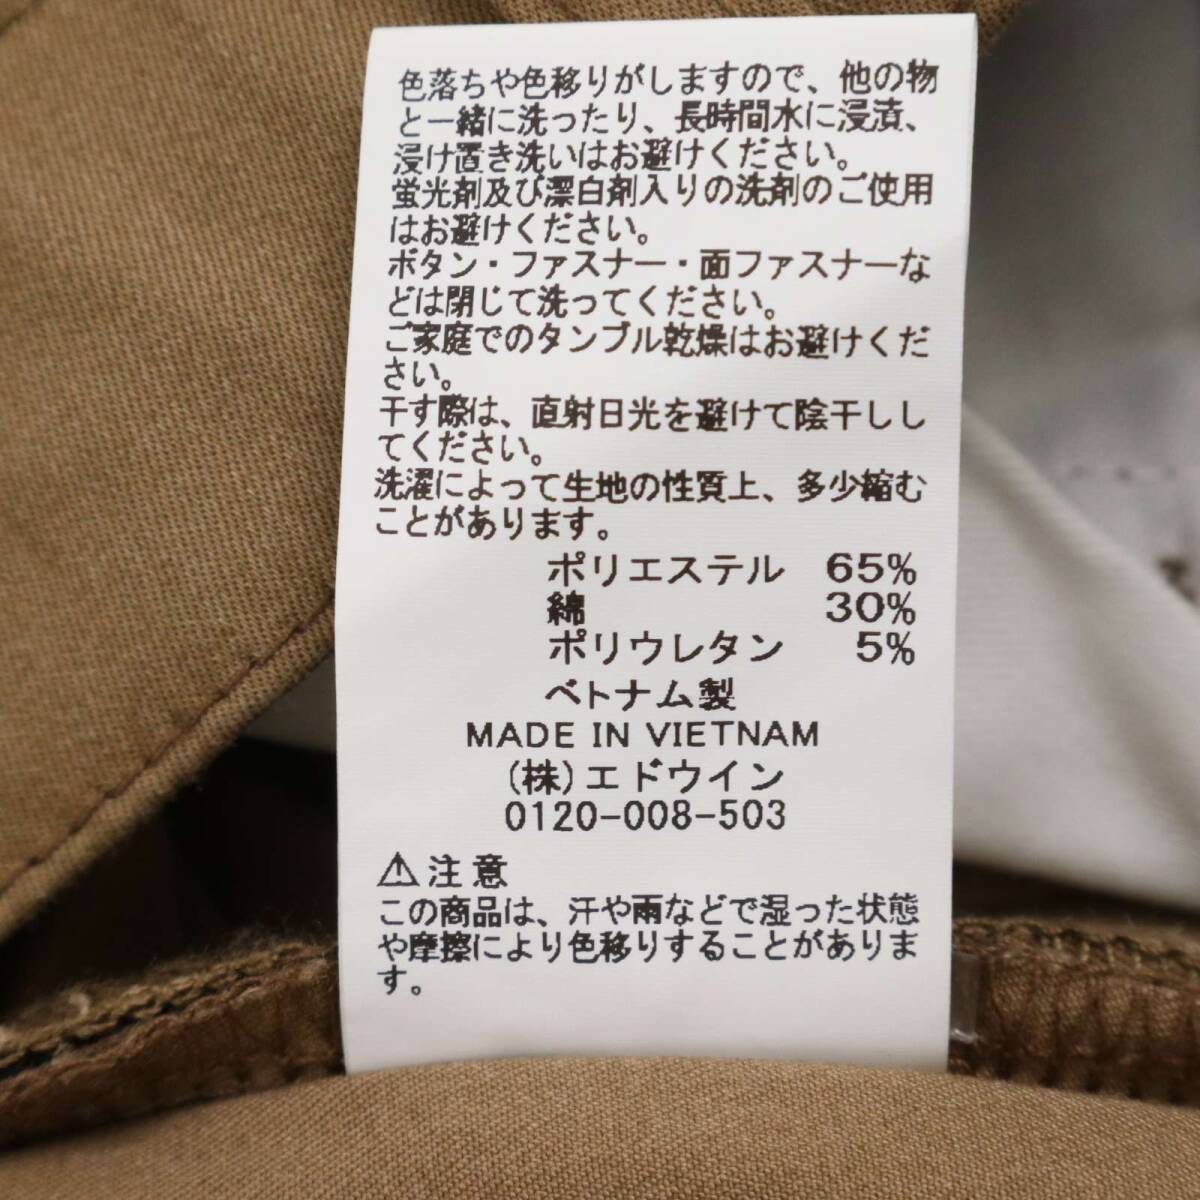 色落ちや色移りがしますので、他の物
と一緒に洗ったり、長時間水に浸漬、
浸け置き洗いはお避けください。
蛍光剤及び漂白剤入りの洗剤のご使用
はお避けください。
ボタン・ファスナー・面ファスナーな
どは閉じて洗ってください。
ご家庭でのタンブル乾燥はお避けくだ
さい。
干す際は、直射日光を避けて陰干しし
てください。
洗濯によって生地の性質上、多少縮む
ことがあります。
ポリエステル 65%
綿 30%
ポリウレタン 5%
ベトナム製
MADE IN VIETNAM
(株)エドウイン
0120-008-503
⚠注意
この商品は、汗や雨などで湿った状態
や摩擦により色移りすることがありま
す。